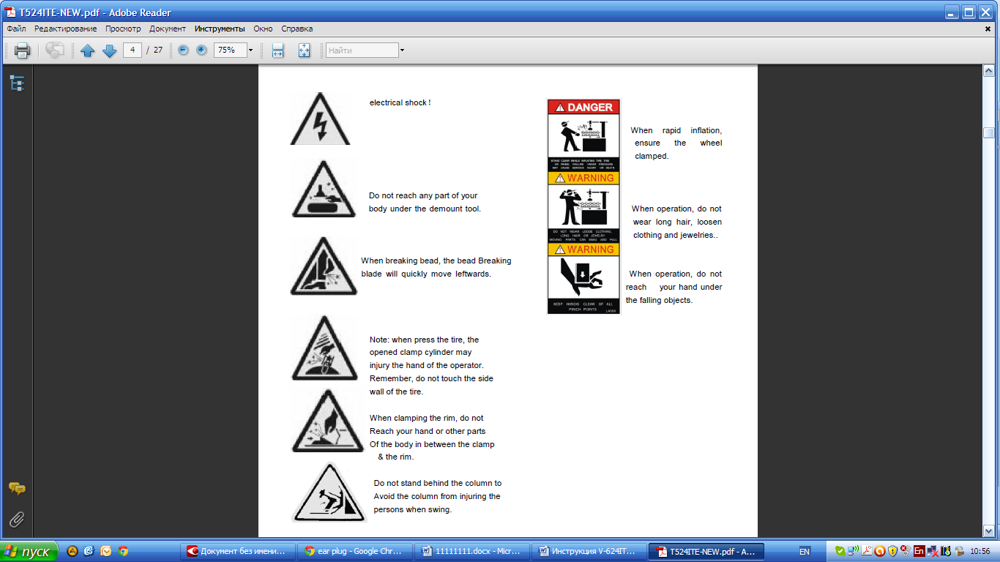 T524ITE-NEW.pdf - Adobe Reader
Файл Редактирование Просмотр Документ Инструменты Окно Справка
4 / 27 75% Найти
electrical shock !
Do not reach any part of your
body under the demount tool.
When breaking bead, the bead Breaking
blade will quickly move leftwards.
Note: when press the tire, the
opened clamp cylinder may
injury the hand of the operator.
Remember, do not touch the side
wall of the tire.
When clamping the rim, do not
Reach your hand or other parts
Of the body in between the clamp
& the rim.
Do not stand behind the column to
Avoid the column from injuring the
persons when swing.
DANGER
STAND CLEAR WHILE INFLATING TIRE. TIRE
OR WHEEL FAILURE UNDER PRESSURE
MAY CAUSE SERIOUS INJURY OR DEATH
When rapid inflation,
ensure the wheel
clamped.
WARNING
DO NOT WEAR LOOSE CLOTHING,
LONG HAIR OR JEWELRY
MOVING PARTS CAN SNAG AND PULL
When operation, do not
wear long hair, loosen
clothing and jewelries..
WARNING
KEEP HANDG CLEAR OF ALL
PINCH POINTS
When operation, do not
reach your hand under
the falling objects.
пуск Документ без имени... ear plug - Google Chr... 11111111.docx - Micr... Инструкция V-624IT... T524ITE-NEW.pdf - A... EN En 10:56